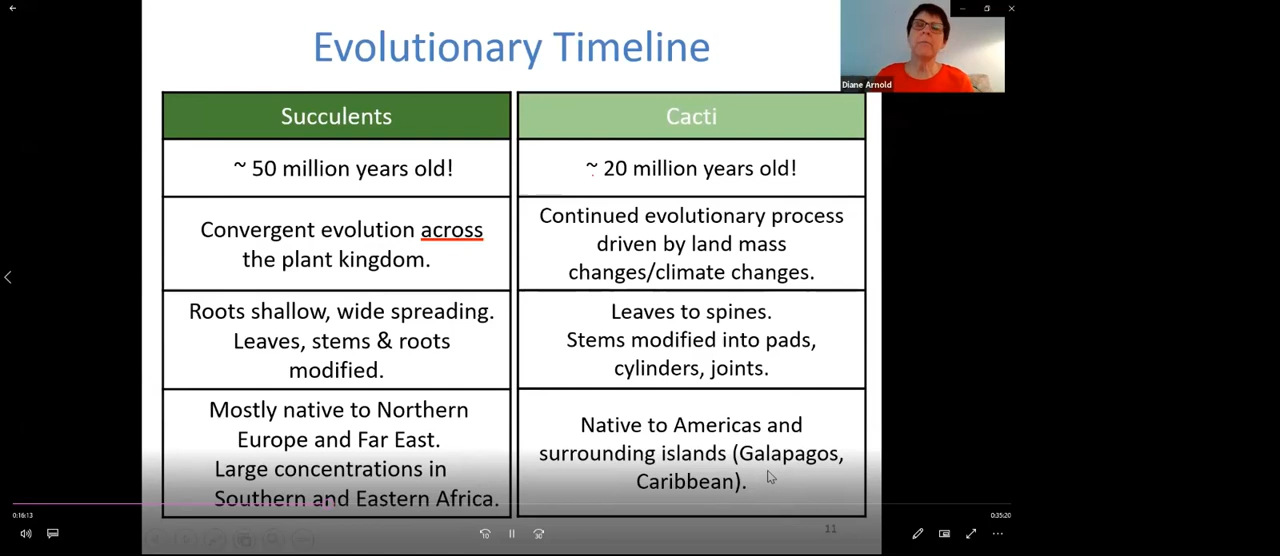 Evolutionary Timeline
Diane Arnold
Succulents
Cacti
~ 50 million years old!
~ 20 million years old!
Convergent evolution across
the plant kingdom.
Continued evolutionary process
driven by land mass
changes/climate changes.
Roots shallow, wide spreading.
Leaves, stems & roots
modified.
Leaves to spines.
Stems modified into pads,
cylinders, joints.
Mostly native to Northern
Europe and Far East.
Large concentrations in
Southern and Eastern Africa.
Native to Americas and
surrounding islands (Galapagos,
Caribbean).
0:16:13
0:35:20
11
10
30